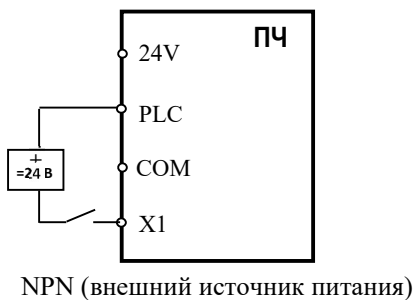 ПЧ
24V
PLC
COM
+
=24 В
X1
NPN (внешний источник питания)